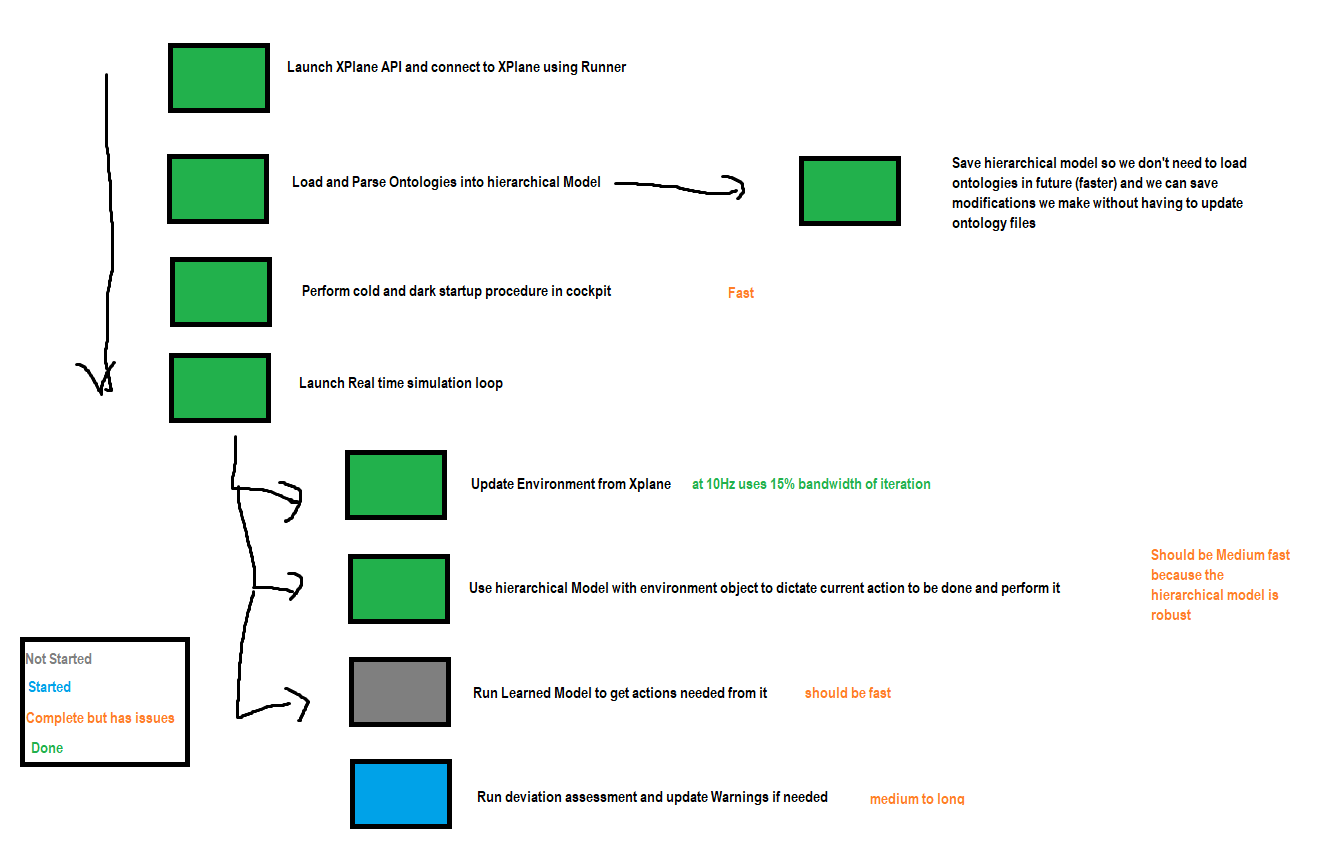 Launch XPlane API and connect to XPlane using Runner
Load and Parse Ontologies into hierarchical Model
Save hierarchical model so we don't need to load
ontologies in future (faster) and we can save
modifications we make without having to update
ontology files
Perform cold and dark startup procedure in cockpit
Fast
Launch Real time simulation loop
Update Environment from Xplane
at 10Hz uses 15% bandwidth of iteration
Use hierarchical Model with environment object to dictate current action to be done and perform it
Should be Medium fast
because the
hierarchical model is
robust
Run Learned Model to get actions needed from it
should be fast
Run deviation assessment and update Warnings if needed
medium to long
Not Started
Started
Complete but has issues
Done